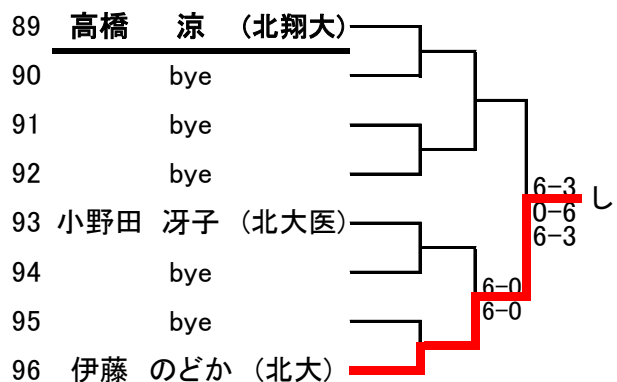 89 高橋 涼 (北翔大)
90 bye
91 bye
92 bye
93 小野田 冴子 (北大医)
94 bye
95 bye
96 伊藤 のどか (北大)
6-0
6-0
6-3
0-6
6-3
し